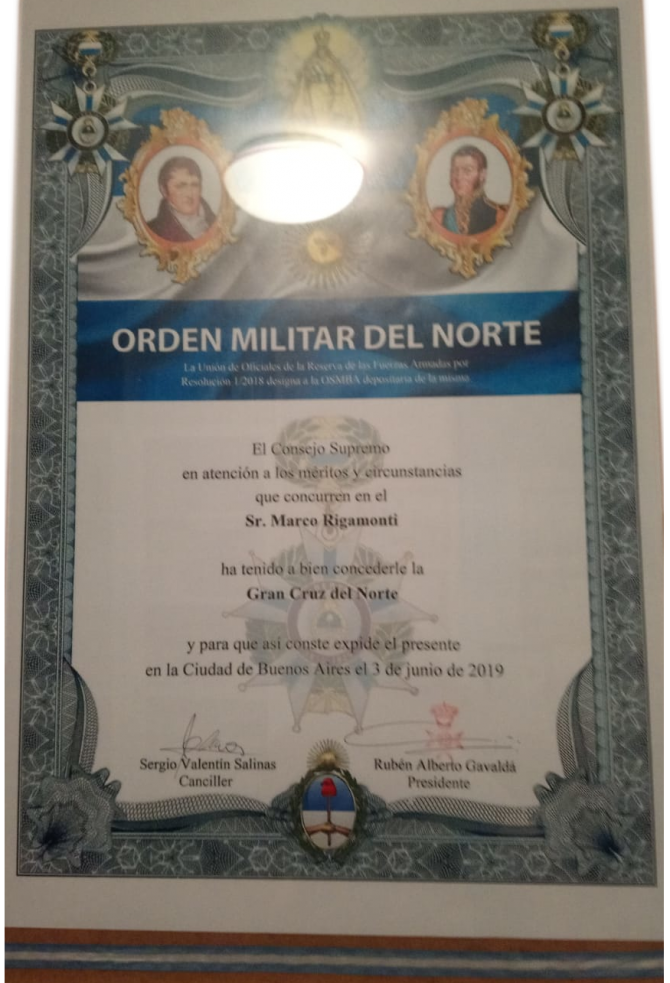 ORDEN MILITAR DEL NORTE
La Unión de Oficiales de la Reserva de las Fuerzas Armadas por
Resolución 1/2018 designa a la OSMBA depositaria de la misma
El Consejo Supremo
en atención a los méritos y circunstancias
que concurren en el
Sr. Marco Rigamonti
ha tenido a bien concederle la
Gran Cruz del Norte
y para que así conste expide el presente
en la Ciudad de Buenos Aires el 3 de junio de 2019
Sergio Valentín Salinas
Canciller
Rubén Alberto Gavaldá
Presidente